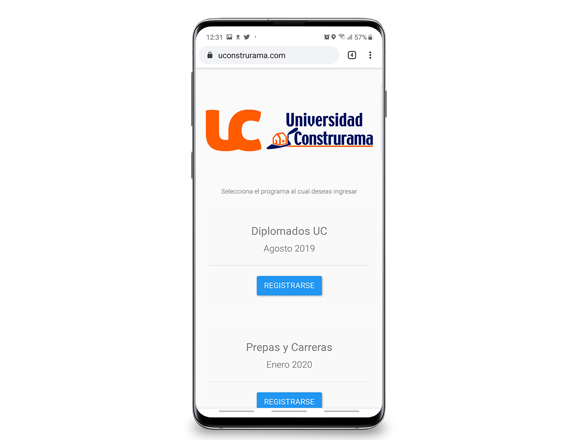 12:31
57%
uconstrurama.com
4
UC
Universidad
Construrama
Selecciona el programa al cual deseas ingresar
Diplomados UC
Agosto 2019
REGISTRARSE
Prepas y Carreras
Enero 2020
REGISTRARSE